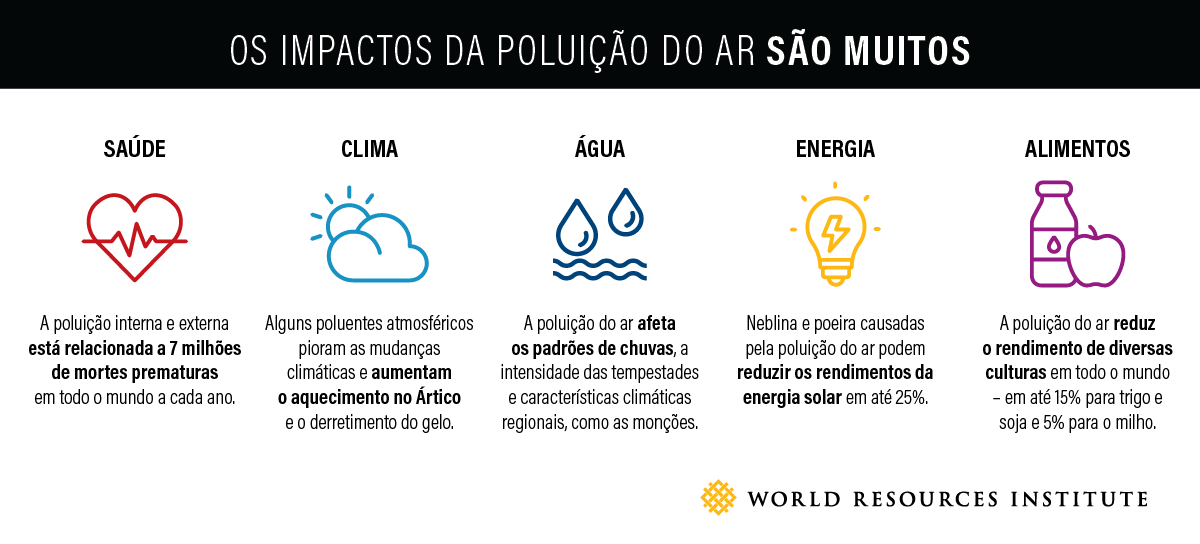 OS IMPACTOS DA POLUIÇÃO DO AR SÃO MUITOS
SAÚDE
A poluição interna e externa
está relacionada a 7 milhões
de mortes prematuras
em todo o mundo a cada ano.
CLIMA
Alguns poluentes atmosféricos
pioram as mudanças
climáticas e aumentam
o aquecimento no Ártico
e o derretimento do gelo.
ÁGUA
A poluição do ar afeta
os padrões de chuvas, a
intensidade das tempestades
e características climáticas
regionais, como as monções.
ENERGIA
Neblina e poeira causadas
pela poluição do ar podem
reduzir os rendimentos da
energia solar em até 25%.
ALIMENTOS
A poluição do ar reduz
o rendimento de diversas
culturas em todo o mundo
– em até 15% para trigo e
soja e 5% para o milho.
WORLD RESOURCES INSTITUTE